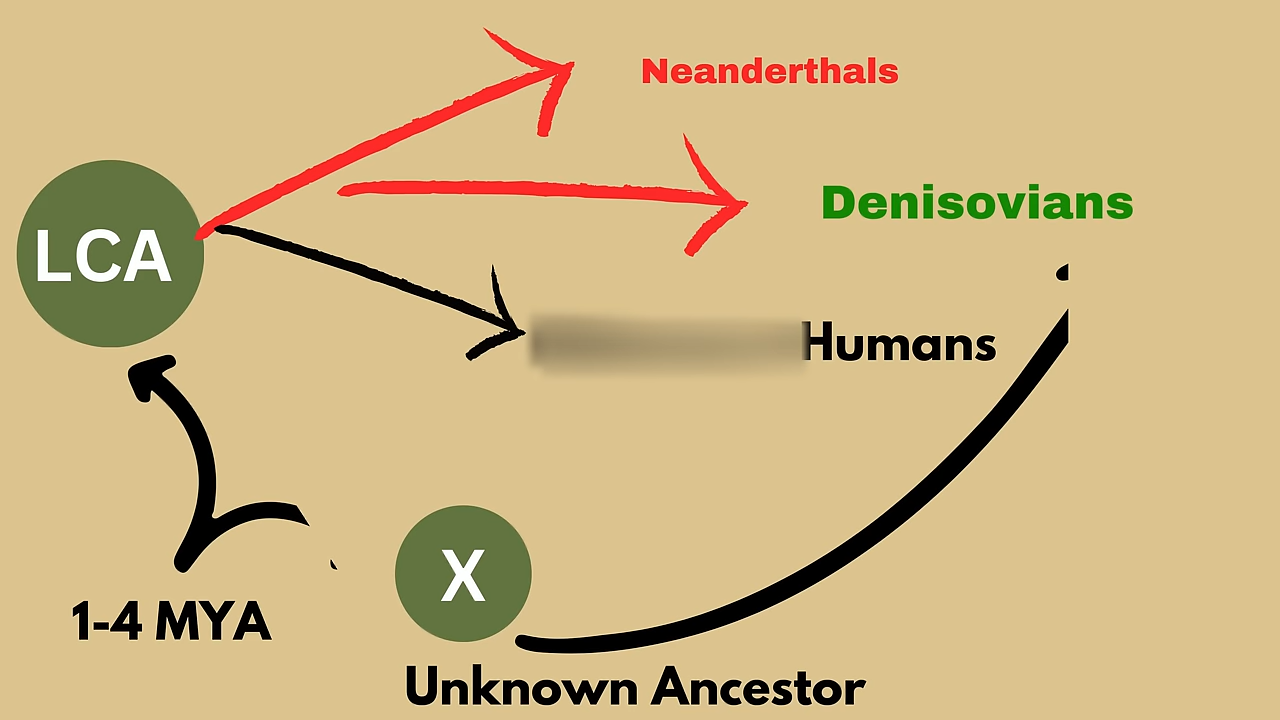 Neanderthals
Denisovians
LCA
Humans
X
1-4 MYA
Unknown Ancestor